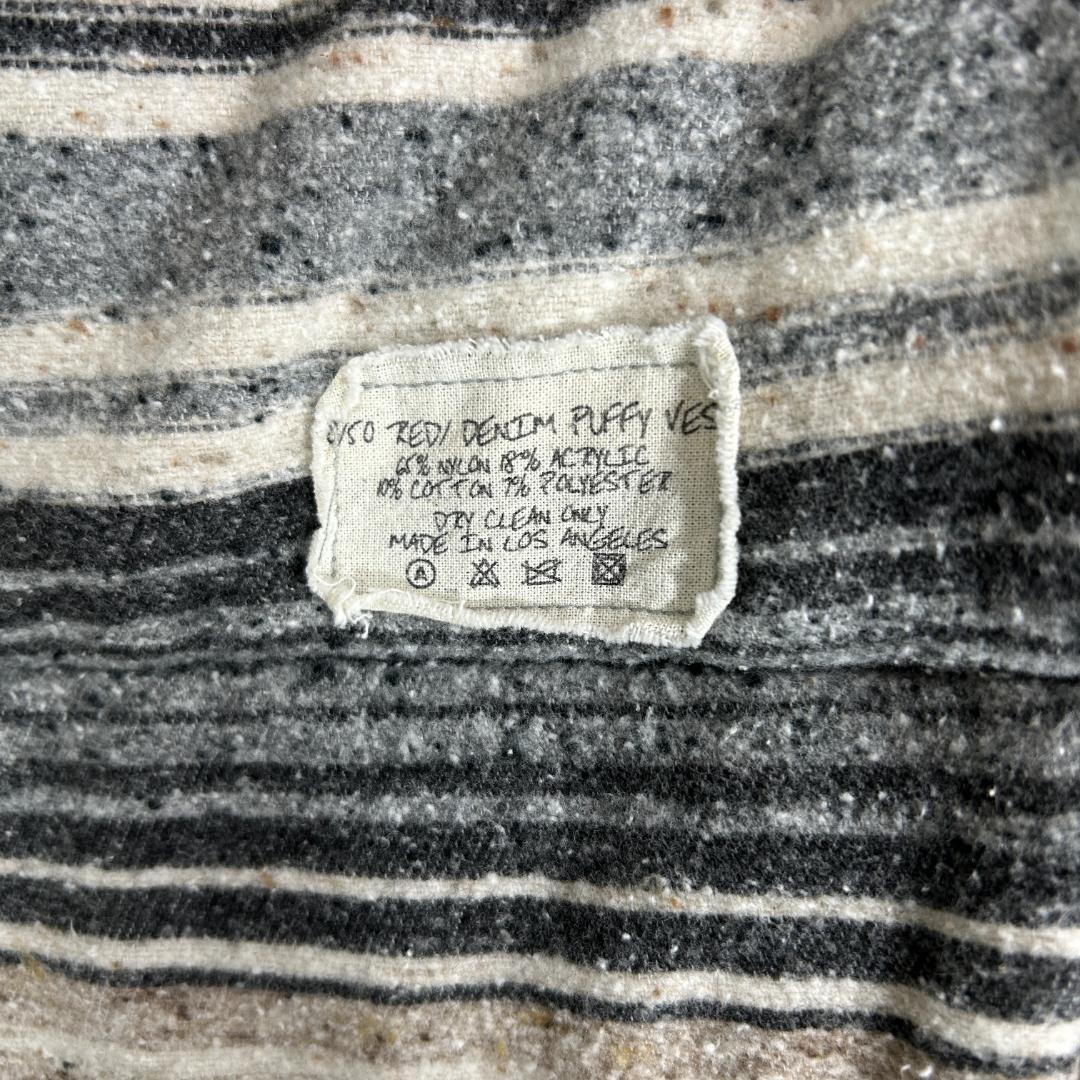 /50 RED/ DENIM PUFFY VES
65% NYLON 18% ACRYLIC
10% COTTON 7% POLYESTER
DRY CLEAN ONLY
MADE IN LOS ANGELES
A